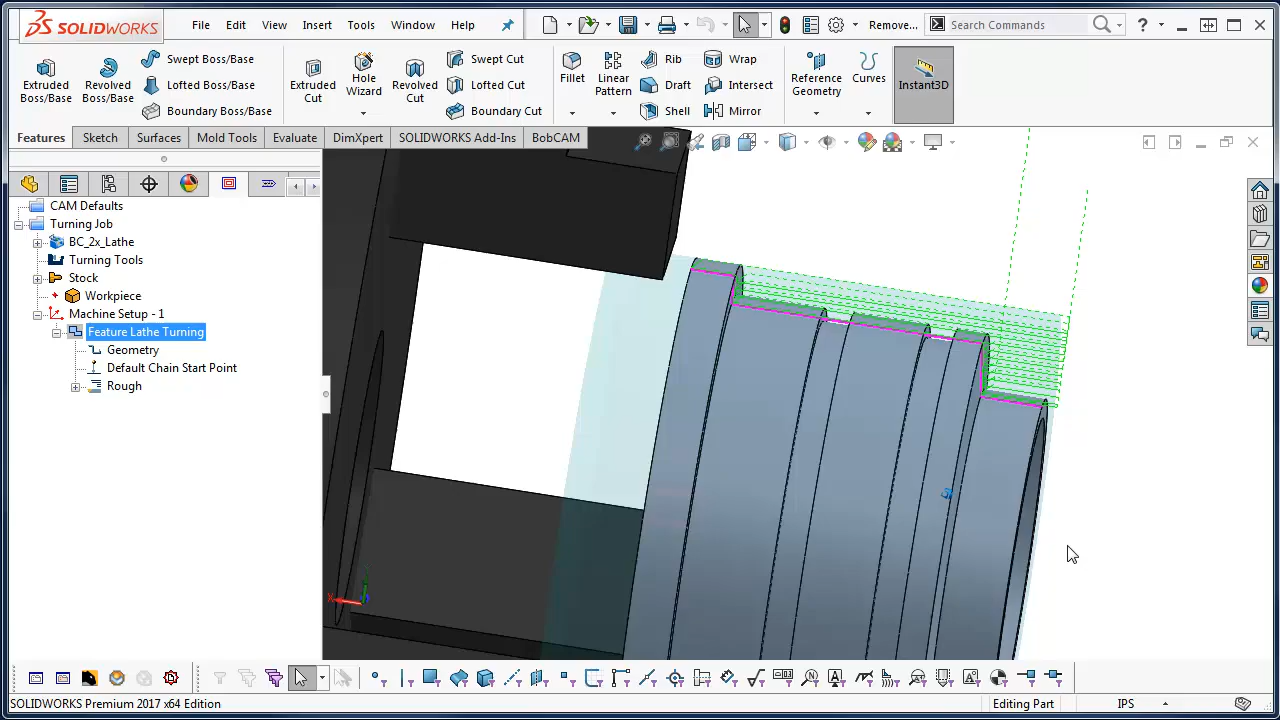 SOLIDWORKS File Edit View Insert Tools Window Help Remove... Search Commands
Extruded Boss/Base Revolved Boss/Base Swept Boss/Base Lofted Boss/Base Boundary Boss/Base Extruded Cut Hole Wizard Revolved Cut Swept Cut Lofted Cut Boundary Cut Fillet Linear Pattern Rib Draft Shell Wrap Intersect Mirror Reference Geometry Curves Instant3D
Features Sketch Surfaces Mold Tools Evaluate DimXpert SOLIDWORKS Add-Ins BobCAM
CAM Defaults
Turning Job
BC_2x_Lathe
Turning Tools
Stock
Workpiece
Machine Setup - 1
Feature Lathe Turning
Geometry
Default Chain Start Point
Rough
X
SOLIDWORKS Premium 2017 x64 Edition Editing Part IPS